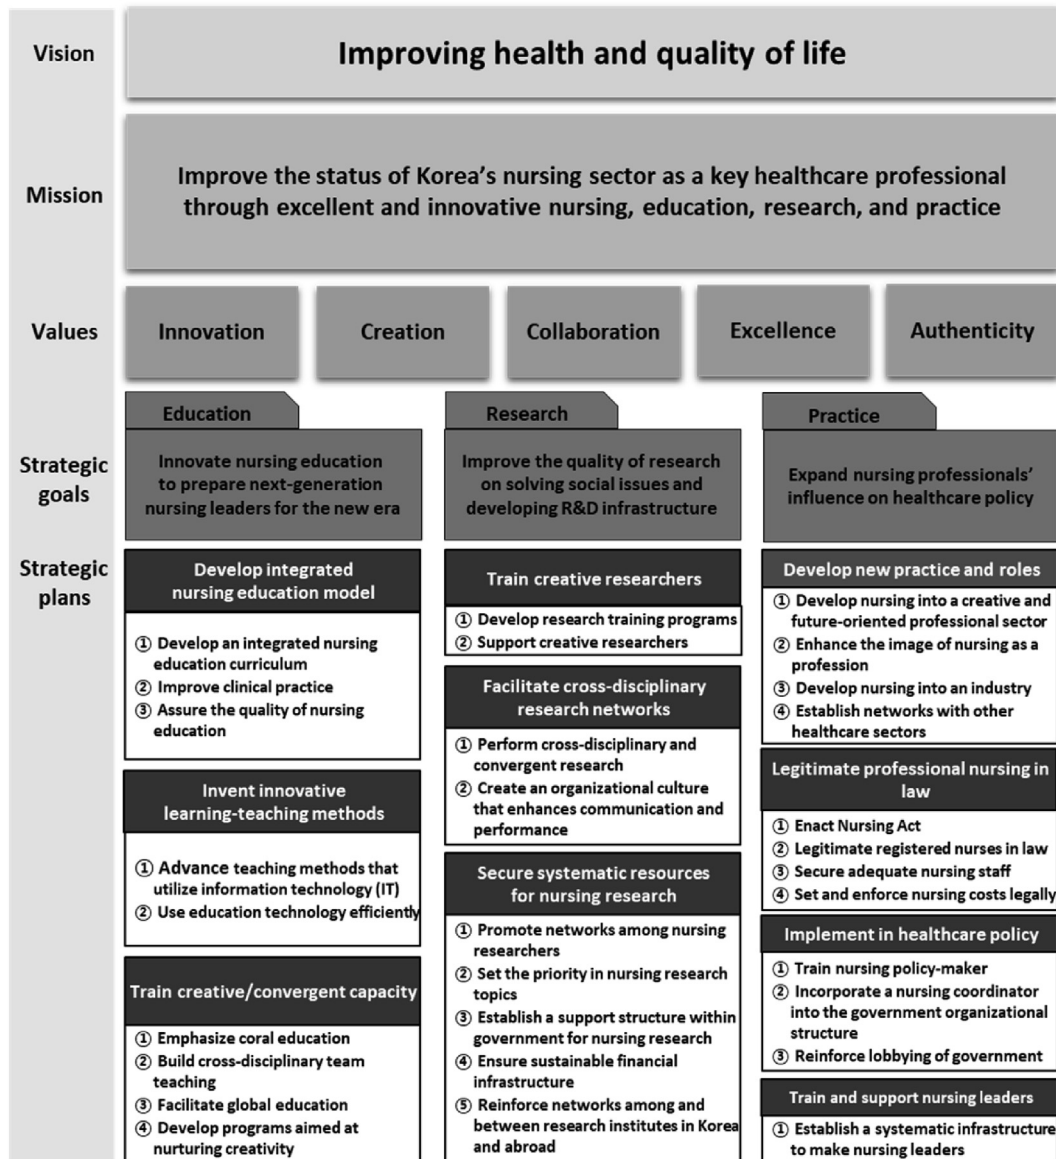 Vision
Improving health and quality of life
Mission
Improve the status of Korea's nursing sector as a key healthcare professional
through excellent and innovative nursing, education, research, and practice
Values
Innovation
Creation
Collaboration
Excellence
Authenticity
Strategic
goals
Education
Innovate nursing education
to prepare next-generation
nursing leaders for the new era
Research
Improve the quality of research
on solving social issues and
developing R&D infrastructure
Practice
Expand nursing professionals'
influence on healthcare policy
Strategic
plans
Develop integrated
nursing education model
① Develop an integrated nursing
education curriculum
② Improve clinical practice
③ Assure the quality of nursing
education
Invent innovative
learning-teaching methods
① Advance teaching methods that
utilize information technology (IT)
② Use education technology efficiently
Train creative/convergent capacity
① Emphasize coral education
② Build cross-disciplinary team
teaching
③ Facilitate global education
④ Develop programs aimed at
nurturing creativity
Train creative researchers
① Develop research training programs
② Support creative researchers
Facilitate cross-disciplinary
research networks
① Perform cross-disciplinary and
convergent research
② Create an organizational culture
that enhances communication and
performance
Secure systematic resources
for nursing research
① Promote networks among nursing
researchers
② Set the priority in nursing research
topics
③ Establish a support structure within
government for nursing research
④ Ensure sustainable financial
infrastructure
⑤ Reinforce networks among and
between research institutes in Korea
and abroad
Develop new practice and roles
① Develop nursing into a creative and
future-oriented professional sector
② Enhance the image of nursing as a
profession
③ Develop nursing into an industry
④ Establish networks with other
healthcare sectors
Legitimate professional nursing in
law
① Enact Nursing Act
② Legitimate registered nurses in law
③ Secure adequate nursing staff
④ Set and enforce nursing costs legally
Implement in healthcare policy
① Train nursing policy-maker
② Incorporate a nursing coordinator
into the government organizational
structure
③ Reinforce lobbying of government
Train and support nursing leaders
① Establish a systematic infrastructure
to make nursing leaders